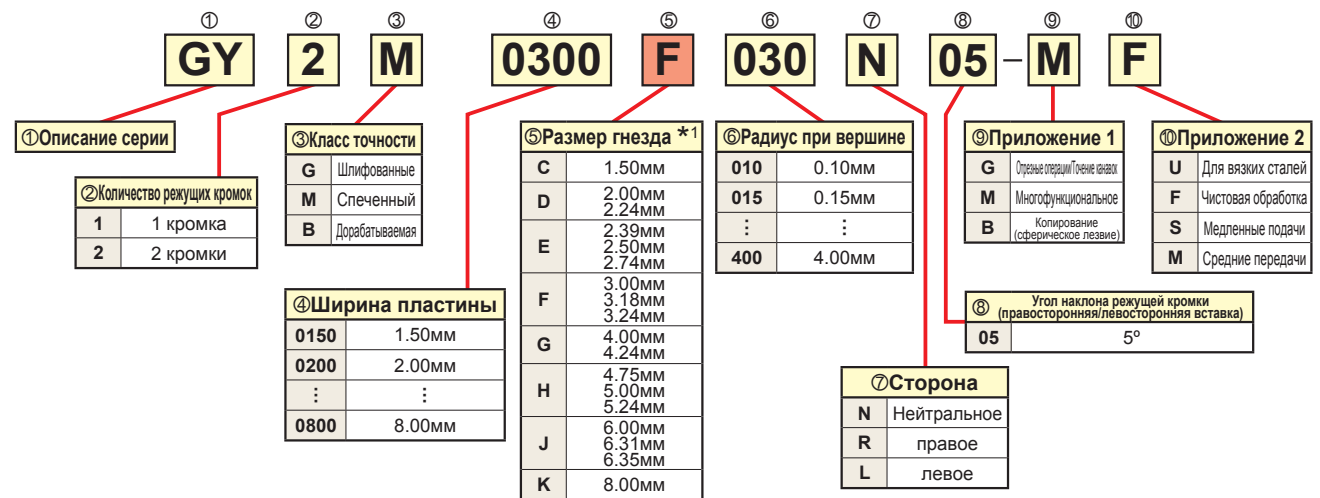 ① ② ③ ④ ⑤ ⑥ ⑦ ⑧ ⑨ ⑩
GY 2 M 0300 F 030 N 05 – M F
①Описание серии
②Количество режущих кромок
1 1 кромка
2 2 кромки
③Класс точности
G Шлифованные
M Спеченный
B Дорабатываемая
④Ширина пластины
0150 1.50мм
0200 2.00мм
⋮ ⋮
0800 8.00мм
⑤Размер гнезда *1
C 1.50мм
D 2.00мм
2.24мм
E 2.39мм
2.50мм
2.74мм
F 3.00мм
3.18мм
3.24мм
G 4.00мм
4.24мм
H 4.75мм
5.00мм
5.24мм
J 6.00мм
6.31мм
6.35мм
K 8.00мм
⑥Радиус при вершине
010 0.10мм
015 0.15мм
⋮ ⋮
400 4.00мм
⑦Сторона
N Нейтральное
R правое
L левое
⑧ Угол наклона режущей кромки
(правосторонняя/левосторонняя вставка)
05 5º
⑨Приложение 1
G Отрезные операции/Точение канавок
M Многофункциональное
B Копирование
(сферическое лезвие)
⑩Приложение 2
U Для вязких сталей
F Чистовая обработка
S Медленные подачи
M Средние передачи